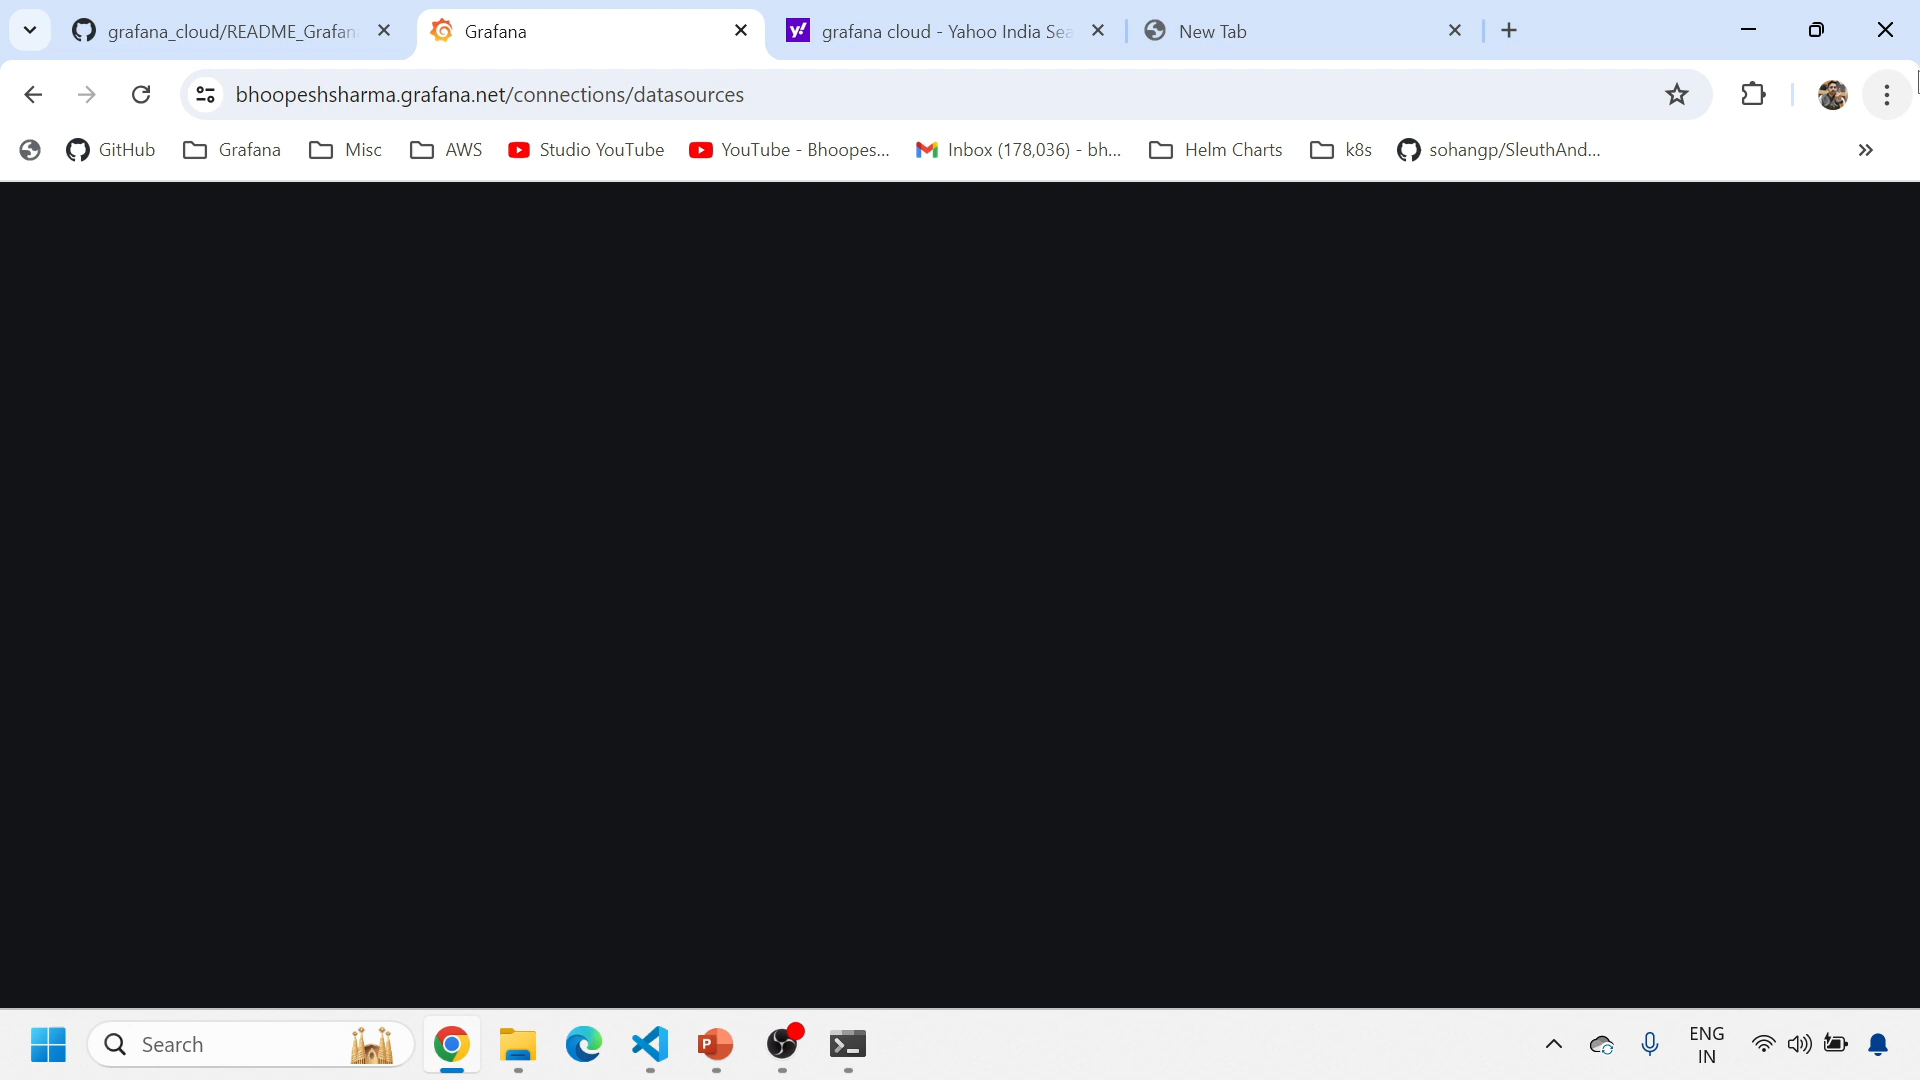 grafana_cloud/README_Grafan
Grafana
grafana cloud - Yahoo India Sea
New Tab
bhoopeshsharma.grafana.net/connections/datasources
GitHub
Grafana
Misc
AWS
Studio YouTube
YouTube - Bhoopes...
Inbox (178,036) - bh...
Helm Charts
k8s
sohangp/SleuthAnd...
Search
ENG
IN